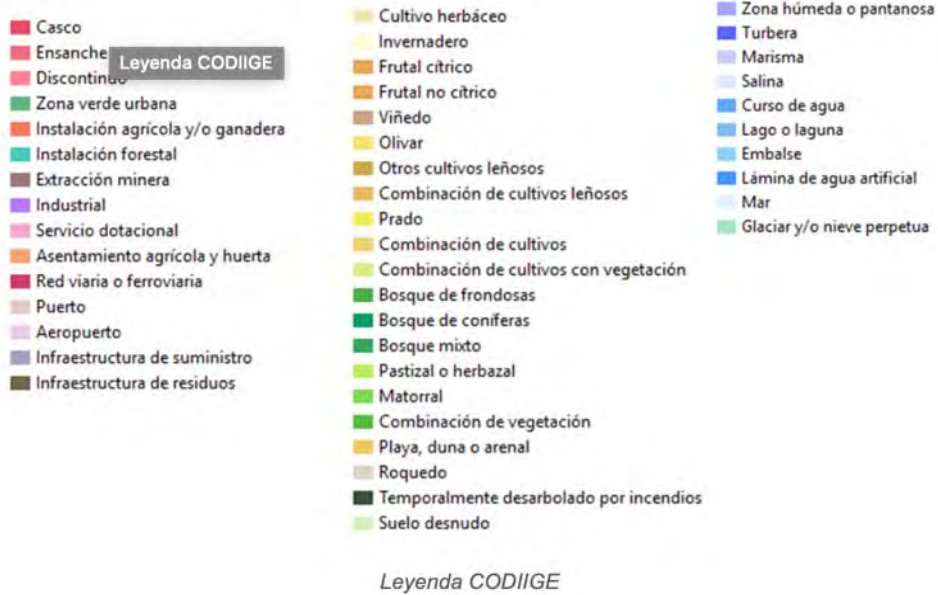 Casco
Ensanche
Leyenda CODIIGE
Discontinuo
Zona verde urbana
Instalación agrícola y/o ganadera
Instalación forestal
Extracción minera
Industrial
Servicio dotacional
Asentamiento agrícola y huerta
Red viaria o ferroviaria
Puerto
Aeropuerto
Infraestructura de suministro
Infraestructura de residuos
Cultivo herbáceo
Invernadero
Frutal cítrico
Frutal no cítrico
Viñedo
Olivar
Otros cultivos leñosos
Combinación de cultivos leñosos
Prado
Combinación de cultivos
Combinación de cultivos con vegetación
Bosque de frondosas
Bosque de coníferas
Bosque mixto
Pastizal o herbazal
Matorral
Combinación de vegetación
Playa, duna o arenal
Roquedo
Temporalmente desarbolado por incendios
Suelo desnudo
Zona húmeda o pantanosa
Turbera
Marisma
Salina
Curso de agua
Lago o laguna
Embalse
Lámina de agua artificial
Mar
Glaciar y/o nieve perpetua
Leyenda CODIIGE